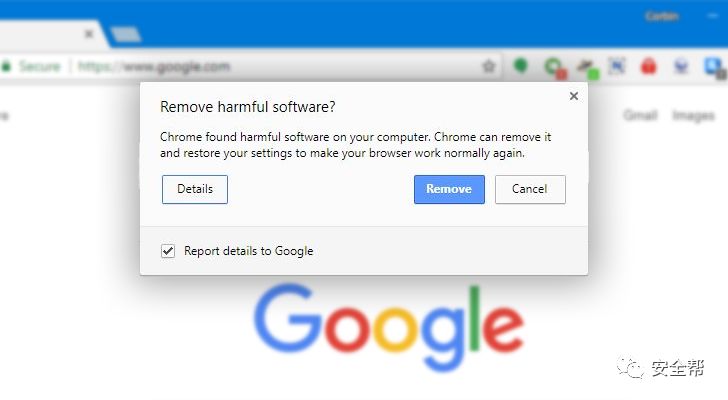 Corbin
Secure
https://www.google.com
Gmail Images
Remove harmful software?
Chrome found harmful software on your computer. Chrome can remove it
and restore your settings to make your browser work normally again.
Details Remove Cancel
Report details to Google
Google
安全帮